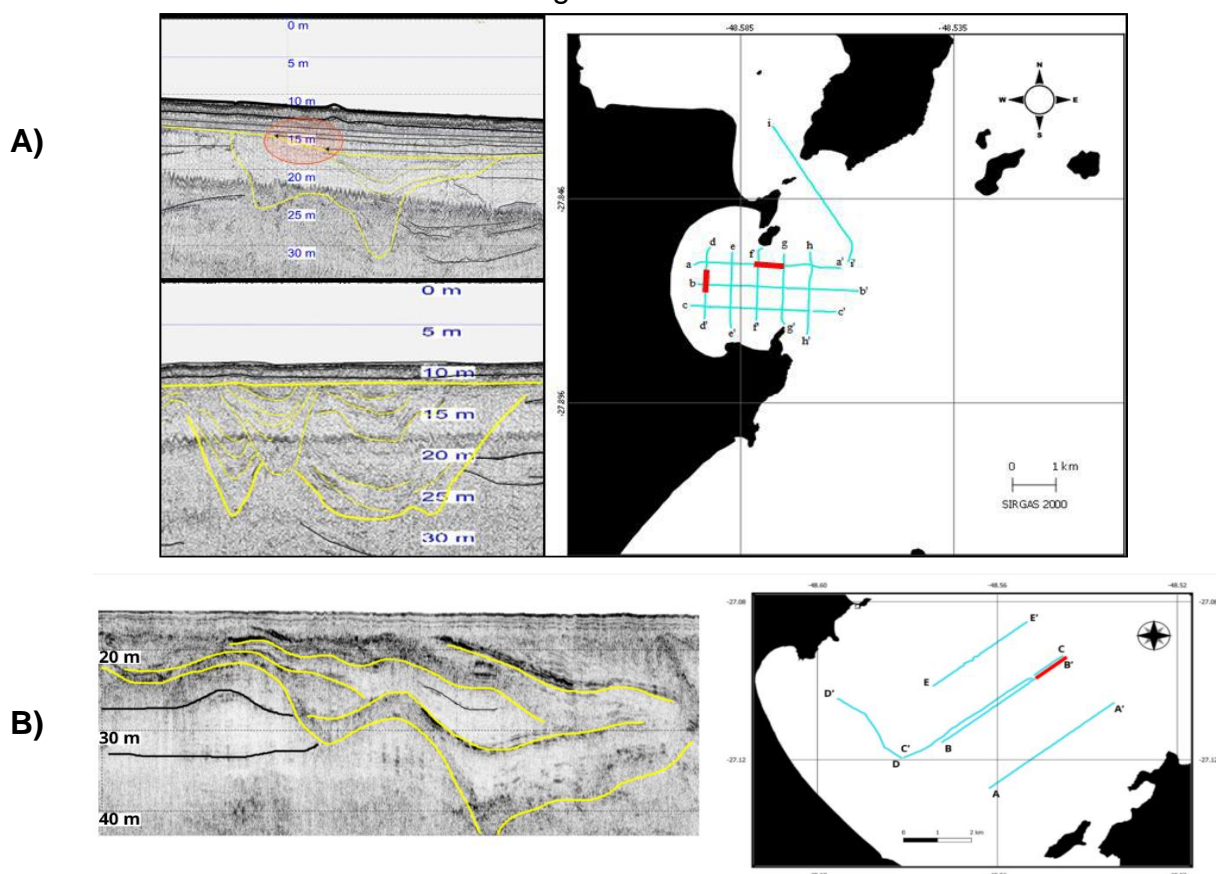 A)
0 m
5 m
10 m
15 m
20 m
25 m
30 m
0 m
5 m
10 m
15 m
20 m
25 m
30 m
-48.585
-48.535
-27.846
-27.896
N
W
E
S
i
d
e
f
g
h
a
a'
i'
b
b'
c
c'
d'
e'
f'
g'
h'
0
1 km
SIRGAS 2000
B)
20 m
30 m
40 m
-48.60
-48.56
-48.52
-27.08
E'
C
B'
E
D'
A'
C'
B
D
-27.12
A
0
1
2 km